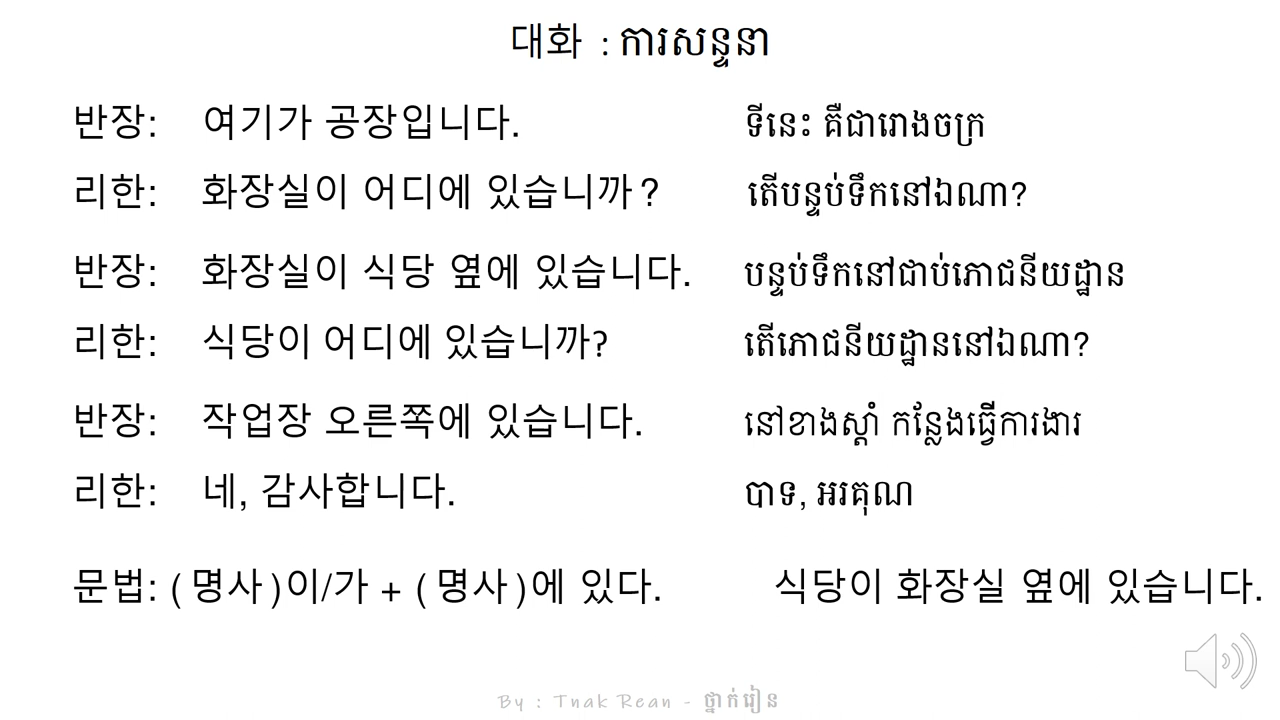 대화 : ការសន្ទនា
반장: 여기가 공장입니다. ទីនេះ គឺជារោងចក្រ
리한: 화장실이 어디에 있습니까? តើបន្ទប់ទឹកនៅឯណា?
반장: 화장실이 식당 옆에 있습니다. បន្ទប់ទឹកនៅជាប់ភោជនីយដ្ឋាន
리한: 식당이 어디에 있습니까? តើភោជនីយដ្ឋាននៅឯណា?
반장: 작업장 오른쪽에 있습니다. នៅខាងស្តាំ កន្លែងធ្វើការងារ
리한: 네, 감사합니다. បាទ, អរគុណ
문법: (명사)이/가 + (명사)에 있다. 식당이 화장실 옆에 있습니다.
By : Tnak Rean - ថ្នាក់រៀន